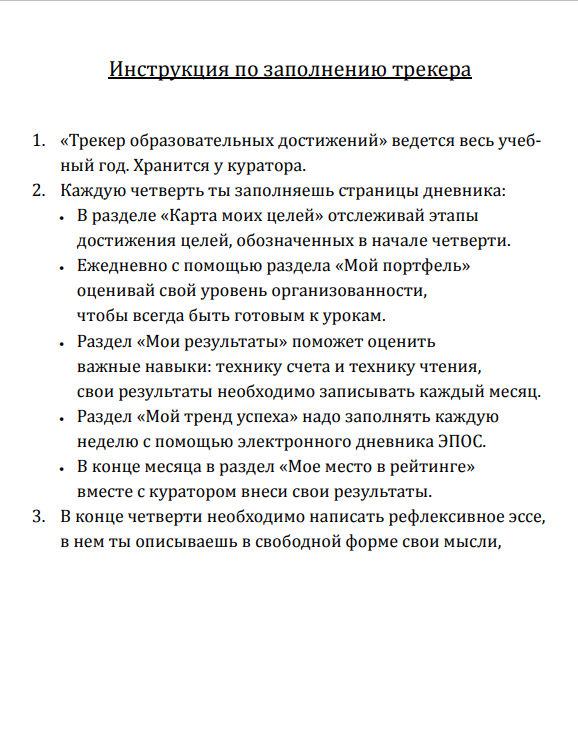 Инструкция по заполнению трекера
1. «Трекер образовательных достижений» ведется весь учеб-
ный год. Хранится у куратора.
2. Каждую четверть ты заполняешь страницы дневника:
• В разделе «Карта моих целей» отслеживай этапы
достижения целей, обозначенных в начале четверти.
• Ежедневно с помощью раздела «Мой портфель»
оценивай свой уровень организованности,
чтобы всегда быть готовым к урокам.
• Раздел «Мои результаты» поможет оценить
важные навыки: технику счета и технику чтения,
свои результаты необходимо записывать каждый месяц.
• Раздел «Мой тренд успеха» надо заполнять каждую
неделю с помощью электронного дневника ЭПОС.
• В конце месяца в раздел «Мое место в рейтинге»
вместе с куратором внеси свои результаты.
3. В конце четверти необходимо написать рефлексивное эссе,
в нем ты описываешь в свободной форме свои мысли,